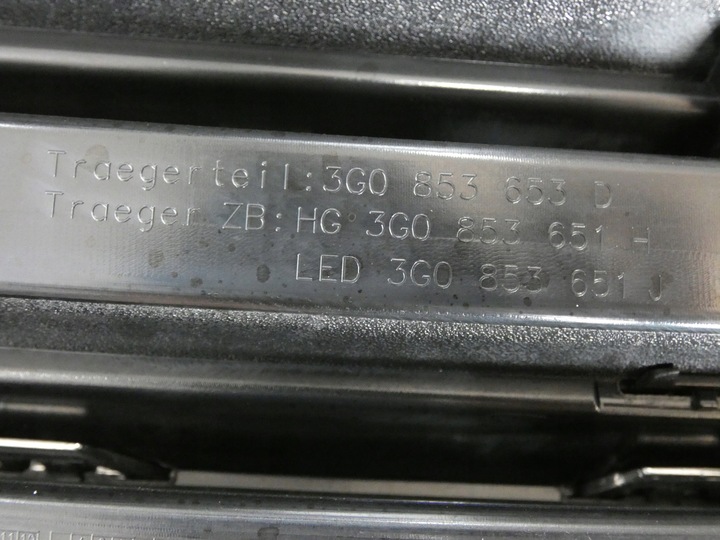 Traegerteil:3G0 853 653 D
Traeger ZB:HG 3G0 853 651 H
LED 3G0 853 651 J